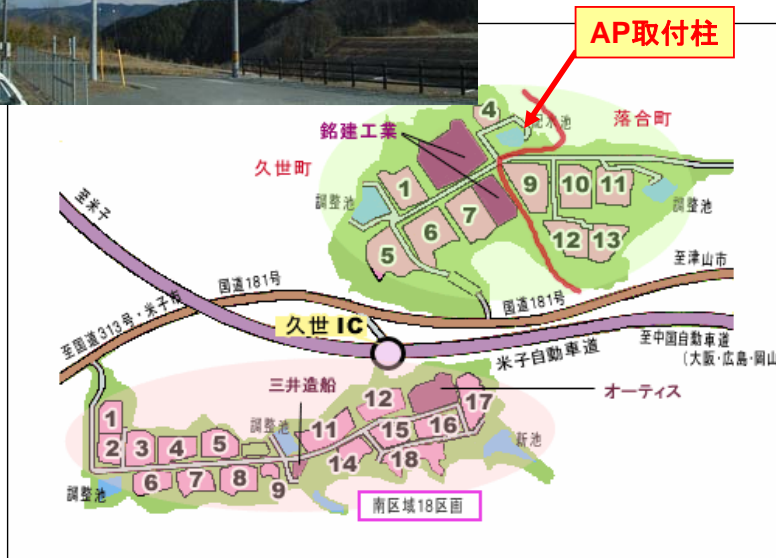 AP取付柱
4
配水池
落合町
銘建工業
久世町
1
9
10
11
調整池
7
6
調整池
5
12
13
至米子
至津山市
国道181号
国道181号
至国道313号・米子市
久世 IC
米子自動車道
至中国自動車道
(大阪・広島・岡山
三井造船
オーティス
12
17
1
調整池
11
15
16
2
3
4
5
新池
14
18
6
7
8
9
調整池
南区域18区画